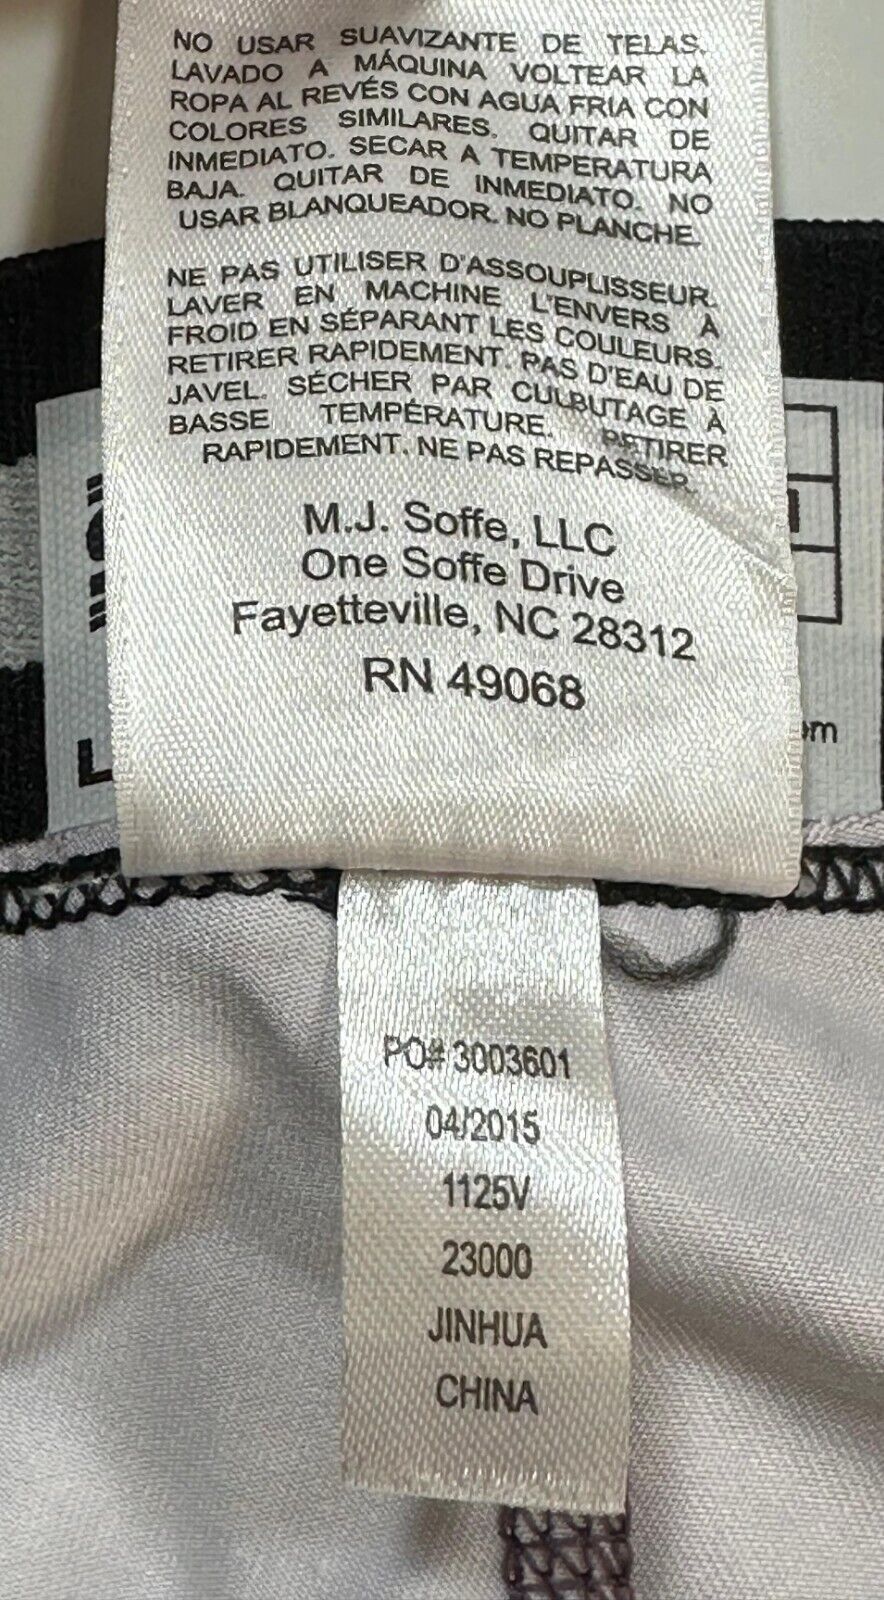 NO USAR SUAVIZANTE DE TELAS.
LAVADO A MÁQUINA VOLTEAR LA
ROPA AL REVÉS CON AGUA FRIA CON
COLORES SIMILARES. QUITAR DE
INMEDIATO. SECAR A TEMPERATURA
BAJA. QUITAR DE INMEDIATO. NO
USAR BLANQUEADOR. NO PLANCHE.
NE PAS UTILISER D'ASSOUPLISSEUR.
LAVER EN MACHINE L'ENVERS À
FROID EN SÉPARANT LES COULEURS.
RETIRER RAPIDEMENT. PAS D'EAU DE
JAVEL. SÉCHER PAR CULBUTAGE À
BASSE TEMPÉRATURE. RETIRER
RAPIDEMENT. NE PAS REPASSER.
M.J. Soffe, LLC
One Soffe Drive
Fayetteville, NC 28312
RN 49068
PO# 3003601
04/2015
1125V
23000
JINHUA
CHINA